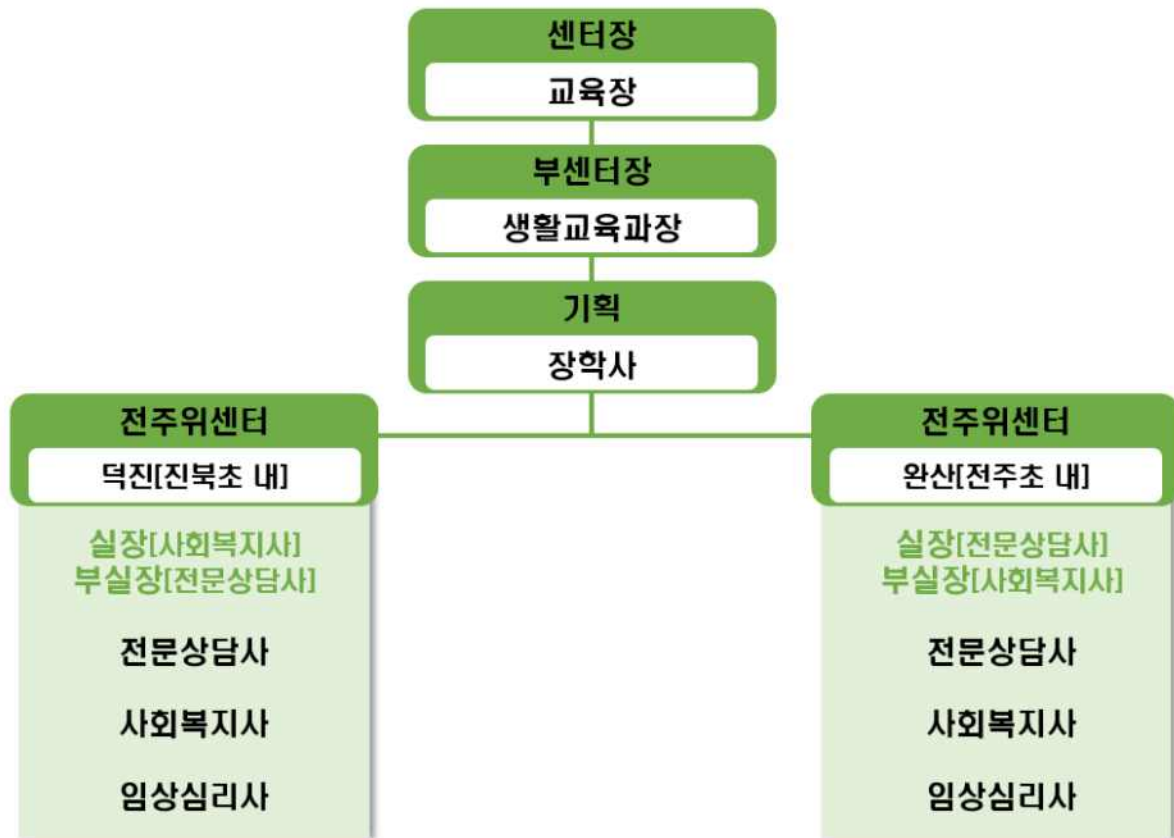 센터장
교육장
부센터장
생활교육과장
기획
장학사
전주위센터
덕진[진북초 내]
실장[사회복지사]
부실장[전문상담사]
전문상담사
사회복지사
임상심리사
전주위센터
완산[전주초 내]
실장[전문상담사]
부실장[사회복지사]
전문상담사
사회복지사
임상심리사